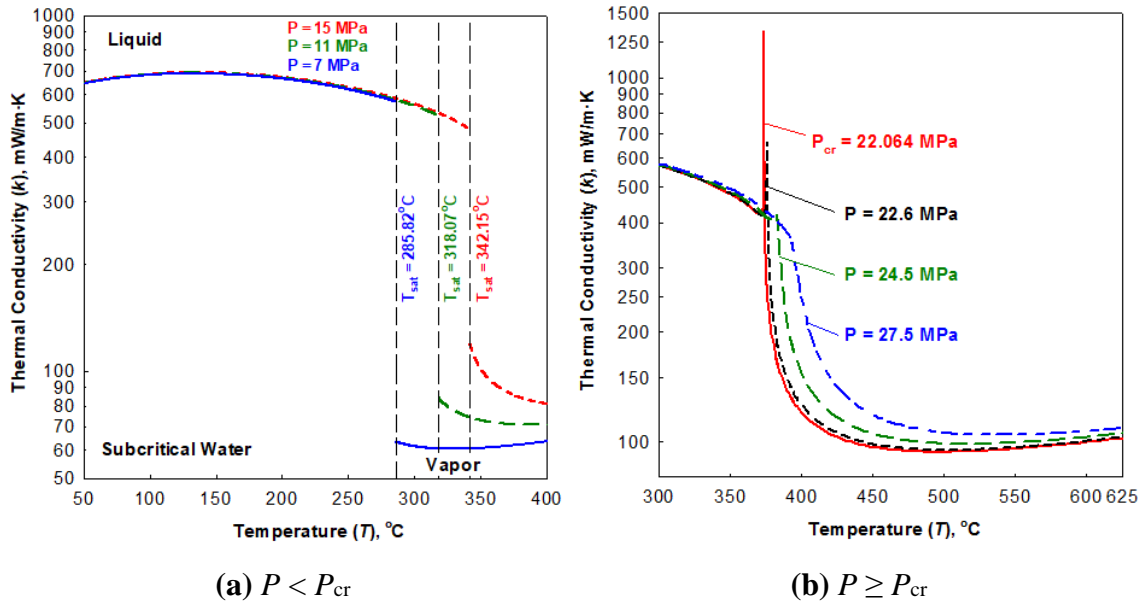 1000
900
800
700
600
500
400
300
200
100
90
80
70
60
50
Thermal Conductivity (k), mW/m·K
Liquid
P = 15 MPa
P = 11 MPa
P = 7 MPa
Tsat = 285.82°C
Tsat = 318.07°C
Tsat = 342.15°C
Subcritical Water
Vapor
50 100 150 200 250 300 350 400
Temperature (T), °C
(a) P < Pcr
1500
1250
1000
900
800
700
600
500
400
300
250
200
150
100
Thermal Conductivity (k), mW/m·K
Pcr = 22.064 MPa
P = 22.6 MPa
P = 24.5 MPa
P = 27.5 MPa
300 350 400 450 500 550 600 625
Temperature (T), °C
(b) P ≥ Pcr